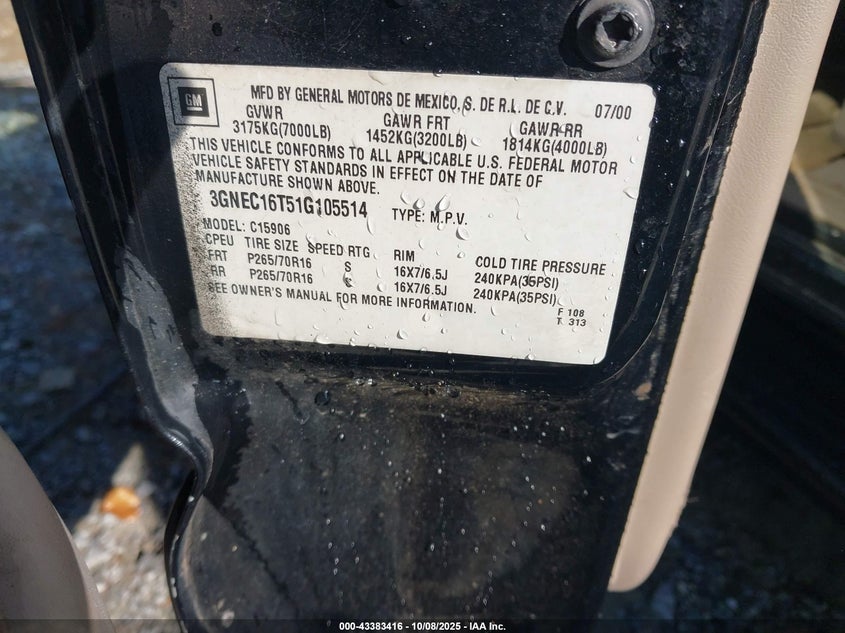 GM
MFD BY GENERAL MOTORS DE MEXICO, S. DE R.L. DE C.V. 07/00
GVWR GAWR FRT GAWR RR
3175KG(7000LB) 1452KG(3200LB) 1814KG(4000LB)
THIS VEHICLE CONFORMS TO ALL APPLICABLE U.S. FEDERAL MOTOR
VEHICLE SAFETY STANDARDS IN EFFECT ON THE DATE OF
MANUFACTURE SHOWN ABOVE.
3GNEC16T51G105514 TYPE: M.P.V.
MODEL: C15906
CPEU TIRE SIZE SPEED RTG RIM COLD TIRE PRESSURE
FRT P265/70R16 S 16X7/6.5J 240KPA(35PSI)
RR P265/70R16 16X7/6.5J 240KPA(35PSI)
SEE OWNER'S MANUAL FOR MORE INFORMATION.
F 108
T 313
000-43383416 - 10/08/2025 - IAA Inc.